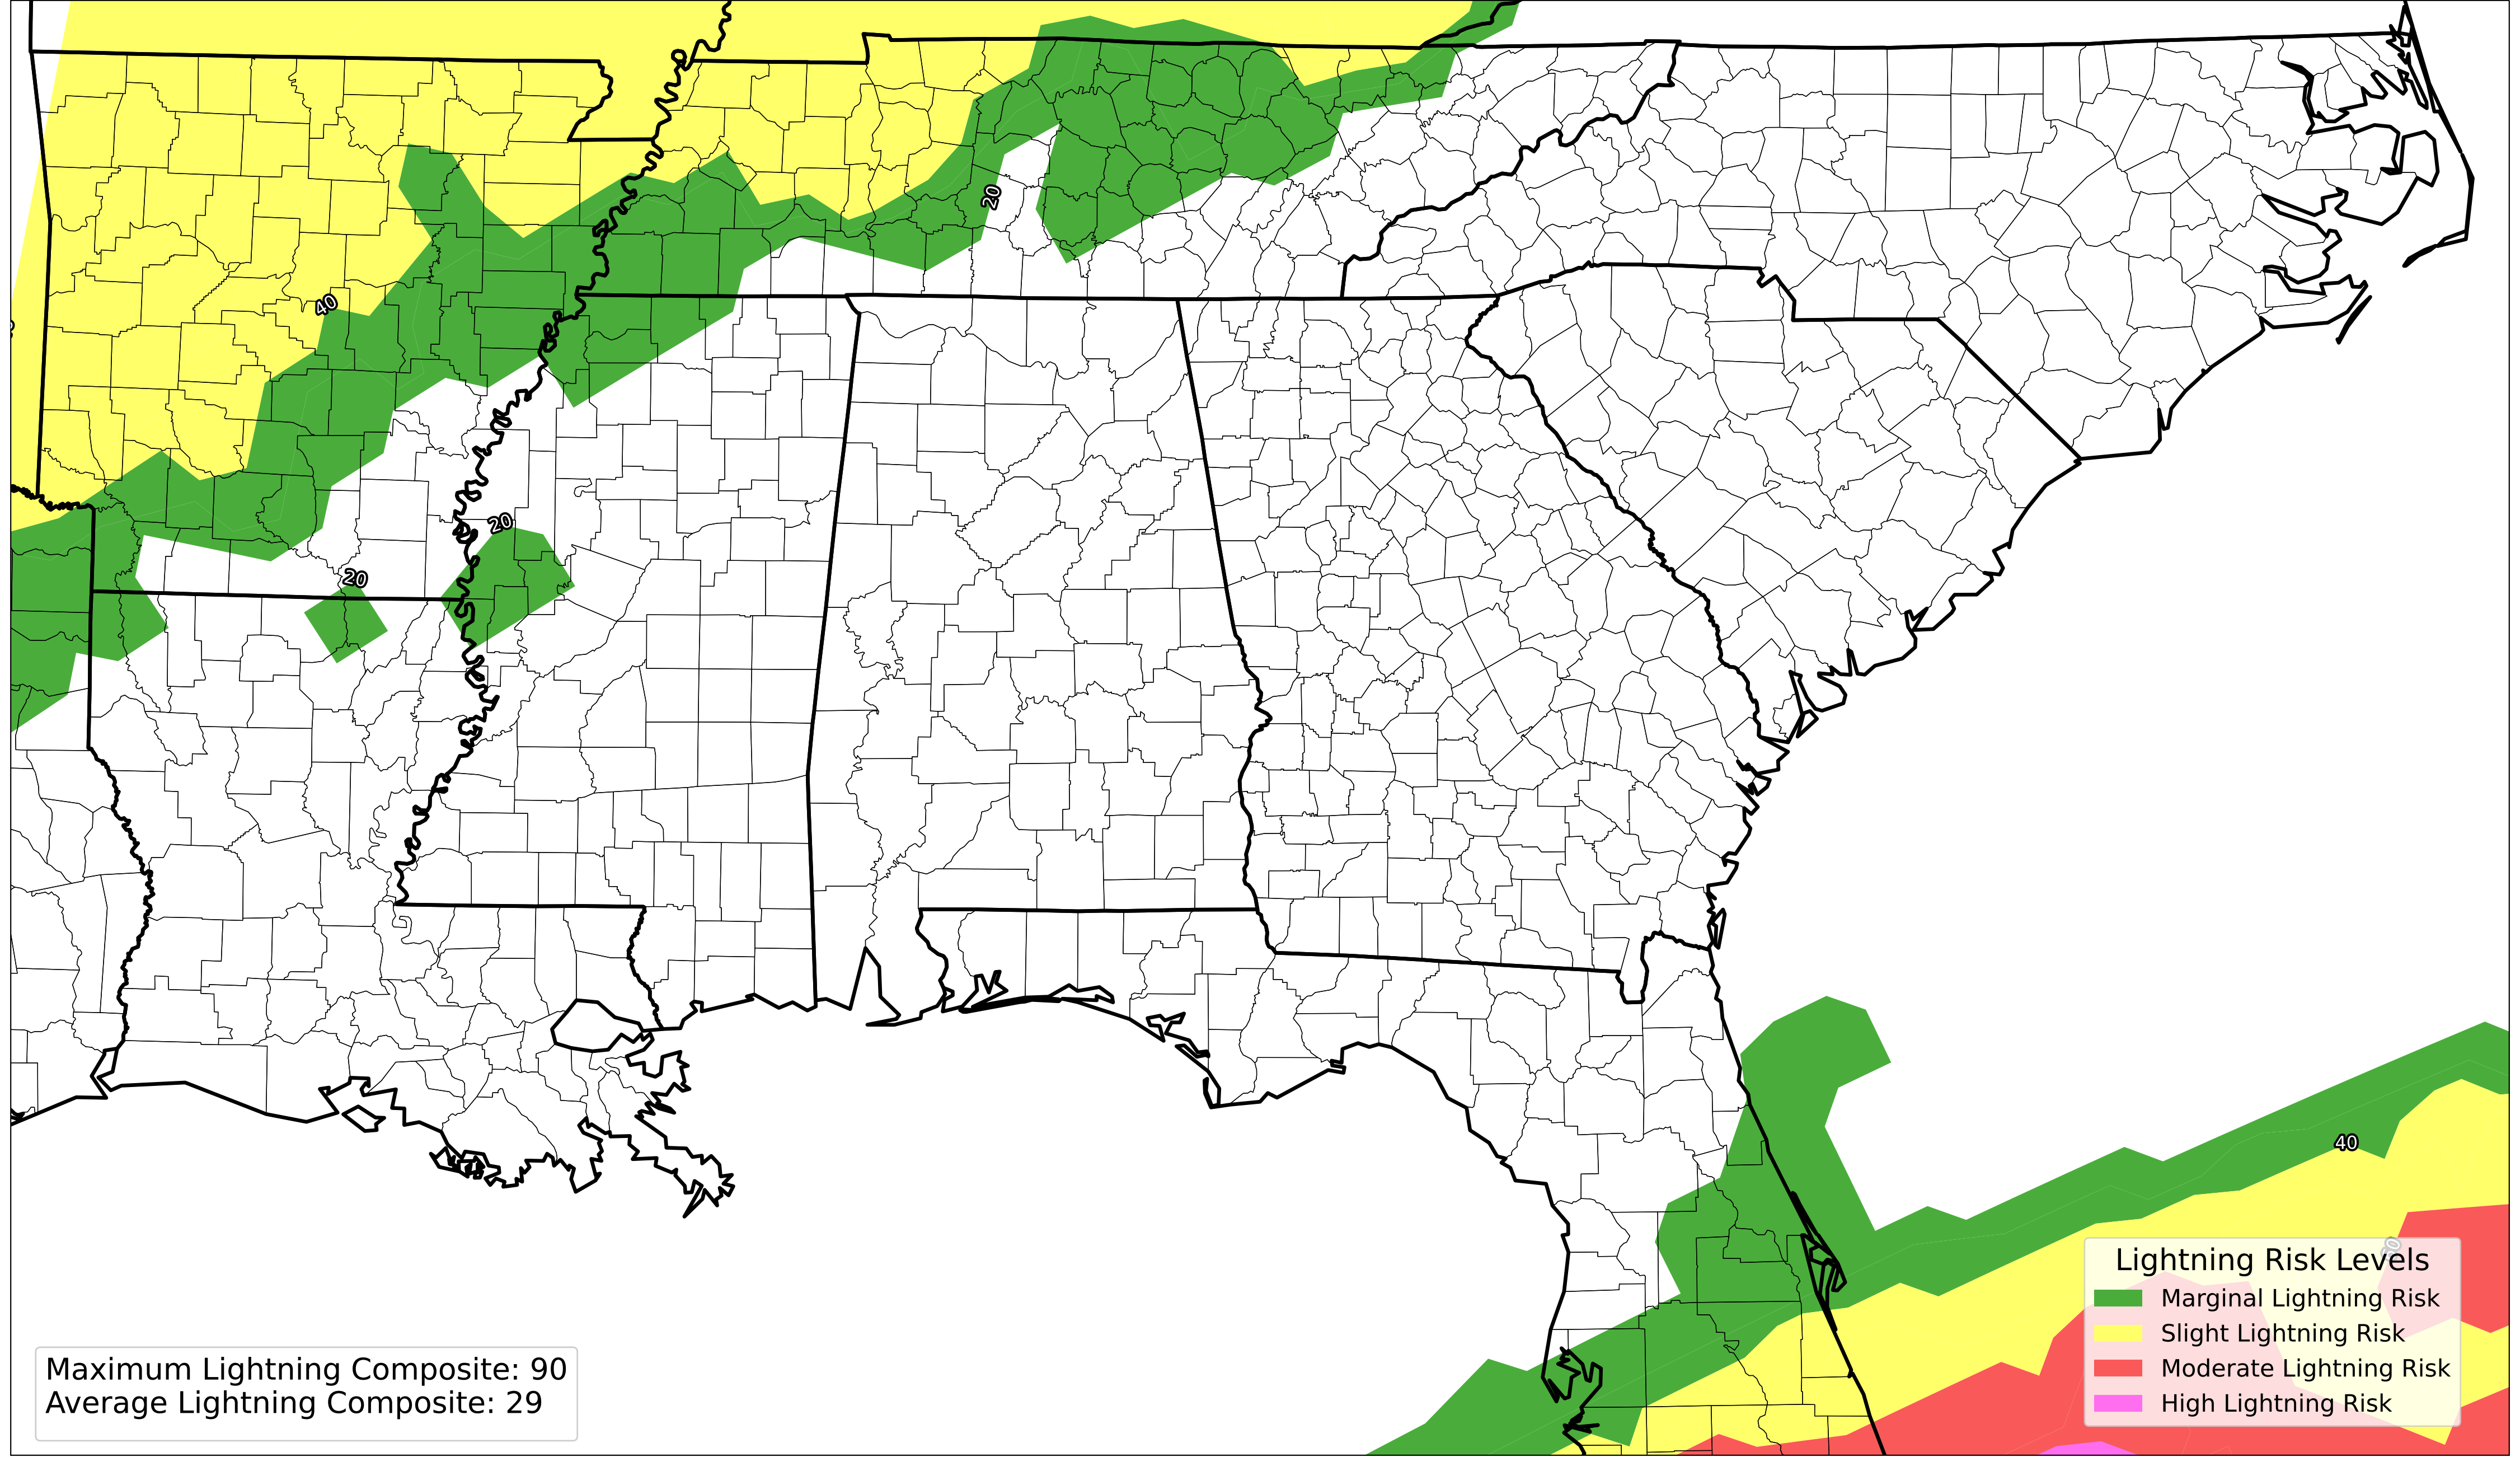 20
40
20
20
40
Lightning Risk Levels
Marginal Lightning Risk
Slight Lightning Risk
Moderate Lightning Risk
High Lightning Risk
Maximum Lightning Composite: 90
Average Lightning Composite: 29